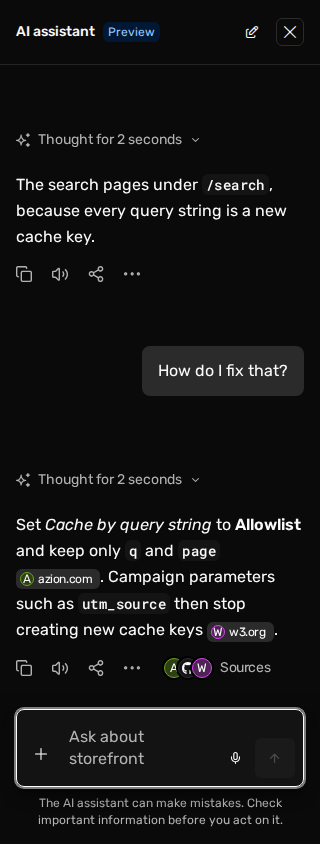 AI assistant Preview
Thought for 2 seconds
The search pages under /search,
because every query string is a new
cache key.
How do I fix that?
Thought for 2 seconds
Set Cache by query string to Allowlist
and keep only q and page
A azion.com. Campaign parameters
such as utm_source then stop
creating new cache keys W w3.org.
A W Sources
Ask about
storefront
The AI assistant can make mistakes. Check
important information before you act on it.